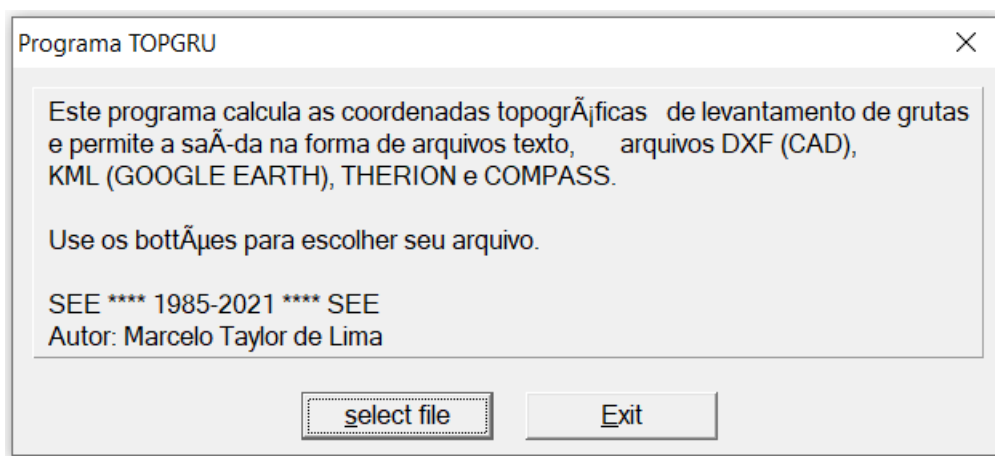 Programa TOPGRU
Este programa calcula as coordenadas topogrÃ¡ficas   de levantamento de grutas
e permite a saÃ-da na forma de arquivos texto,      arquivos DXF (CAD),
KML (GOOGLE EARTH), THERION e COMPASS.
Use os bottÃµes para escolher seu arquivo.
SEE **** 1985-2021 **** SEE
Autor: Marcelo Taylor de Lima
select file
Exit